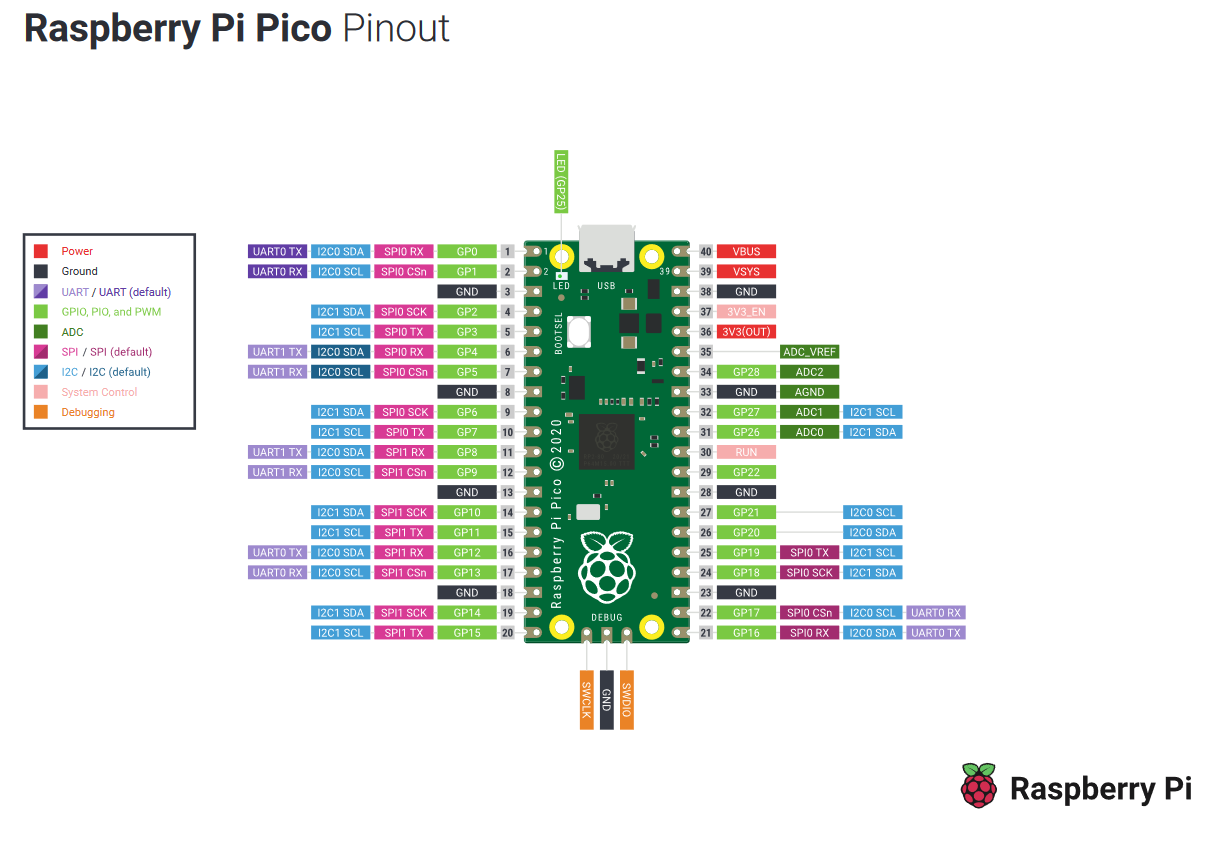 Raspberry Pi Pico Pinout
LED (GP25)
Power
Ground
UART / UART (default)
GPIO, PIO, and PWM
ADC
SPI / SPI (default)
I2C / I2C (default)
System Control
Debugging
UART0 TX I2C0 SDA SPI0 RX GP0 1
UART0 RX I2C0 SCL SPI0 CSn GP1 2
GND 3
I2C1 SDA SPI0 SCK GP2 4
I2C1 SCL SPI0 TX GP3 5
UART1 TX I2C0 SDA SPI0 RX GP4 6
UART1 RX I2C0 SCL SPI0 CSn GP5 7
GND 8
I2C1 SDA SPI0 SCK GP6 9
I2C1 SCL SPI0 TX GP7 10
UART1 TX I2C0 SDA SPI1 RX GP8 11
UART1 RX I2C0 SCL SPI1 CSn GP9 12
GND 13
I2C1 SDA SPI1 SCK GP10 14
I2C1 SCL SPI1 TX GP11 15
UART0 TX I2C0 SDA SPI1 RX GP12 16
UART0 RX I2C0 SCL SPI1 CSn GP13 17
GND 18
I2C1 SDA SPI1 SCK GP14 19
I2C1 SCL SPI1 TX GP15 20
1
2
39
LED USB
BOOTSEL
Raspberry Pi Pico © 2020
DEBUG
40 VBUS
39 VSYS
38 GND
37 3V3_EN
36 3V3(OUT)
35 ADC_VREF
34 GP28 ADC2
33 GND AGND
32 GP27 ADC1 I2C1 SCL
31 GP26 ADC0 I2C1 SDA
30 RUN
29 GP22
28 GND
27 GP21 I2C0 SCL
26 GP20 I2C0 SDA
25 GP19 SPI0 TX I2C1 SCL
24 GP18 SPI0 SCK I2C1 SDA
23 GND
22 GP17 SPI0 CSn I2C0 SCL UART0 RX
21 GP16 SPI0 RX I2C0 SDA UART0 TX
SWCLK
GND
SWDIO
Raspberry Pi